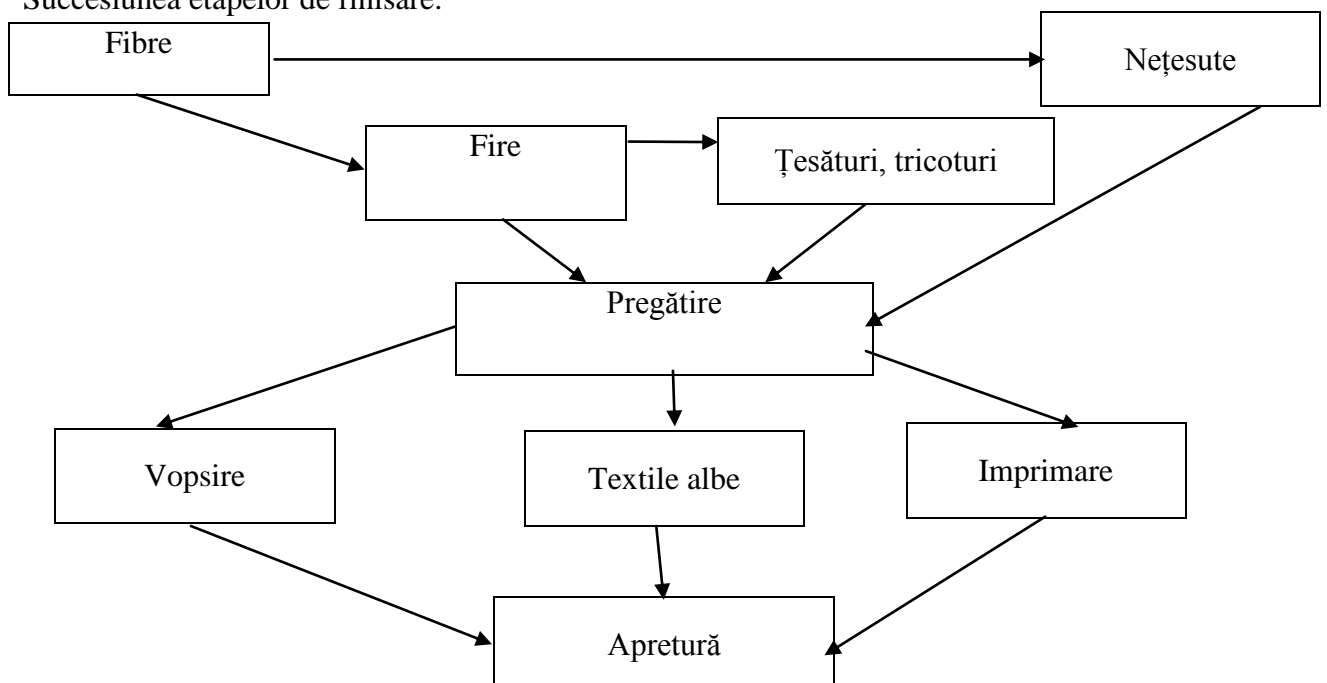 Succesiunea etapelor de finisare:
Fibre
Nețesute
Fire
Țesături, tricoturi
Pregătire
Vopsire
Textile albe
Imprimare
Apretură